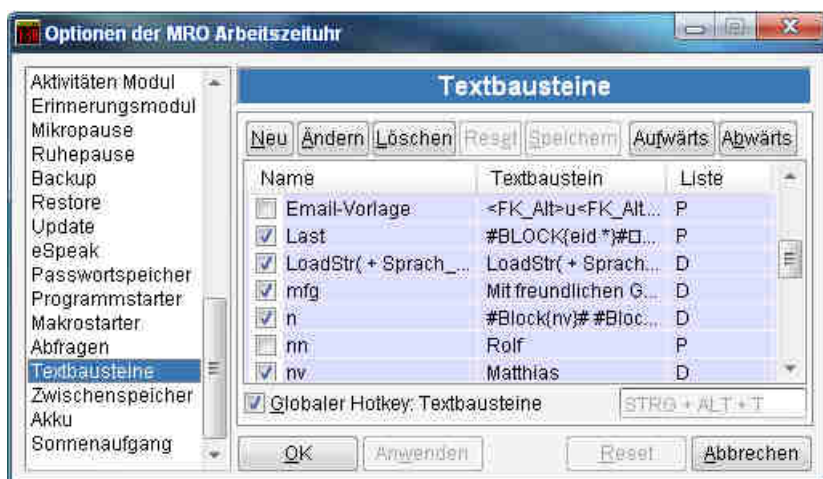 Optionen der MRO Arbeitszeituhr
Aktivitäten Modul
Erinnerungsmodul
Mikropause
Ruhepause
Backup
Restore
Update
eSpeak
Passwortspeicher
Programmstarter
Makrostarter
Abfragen
Textbausteine
Zwischenspeicher
Akku
Sonnenaufgang
Textbausteine
Neu Ändern Löschen Reset Speichern Aufwärts Abwärts
Name Textbaustein Liste
Email-Vorlage <FK_Alt>u<FK_Alt... P
Last #BLOCK{eid *}#□... P
LoadStr( + Sprach_... LoadStr( + Sprach... D
mfg Mit freundlichen G... D
n #Block{nv}# #Bloc... D
nn Rolf P
nv Matthias D
Globaler Hotkey: Textbausteine STRG + ALT + T
OK Anwenden Reset Abbrechen